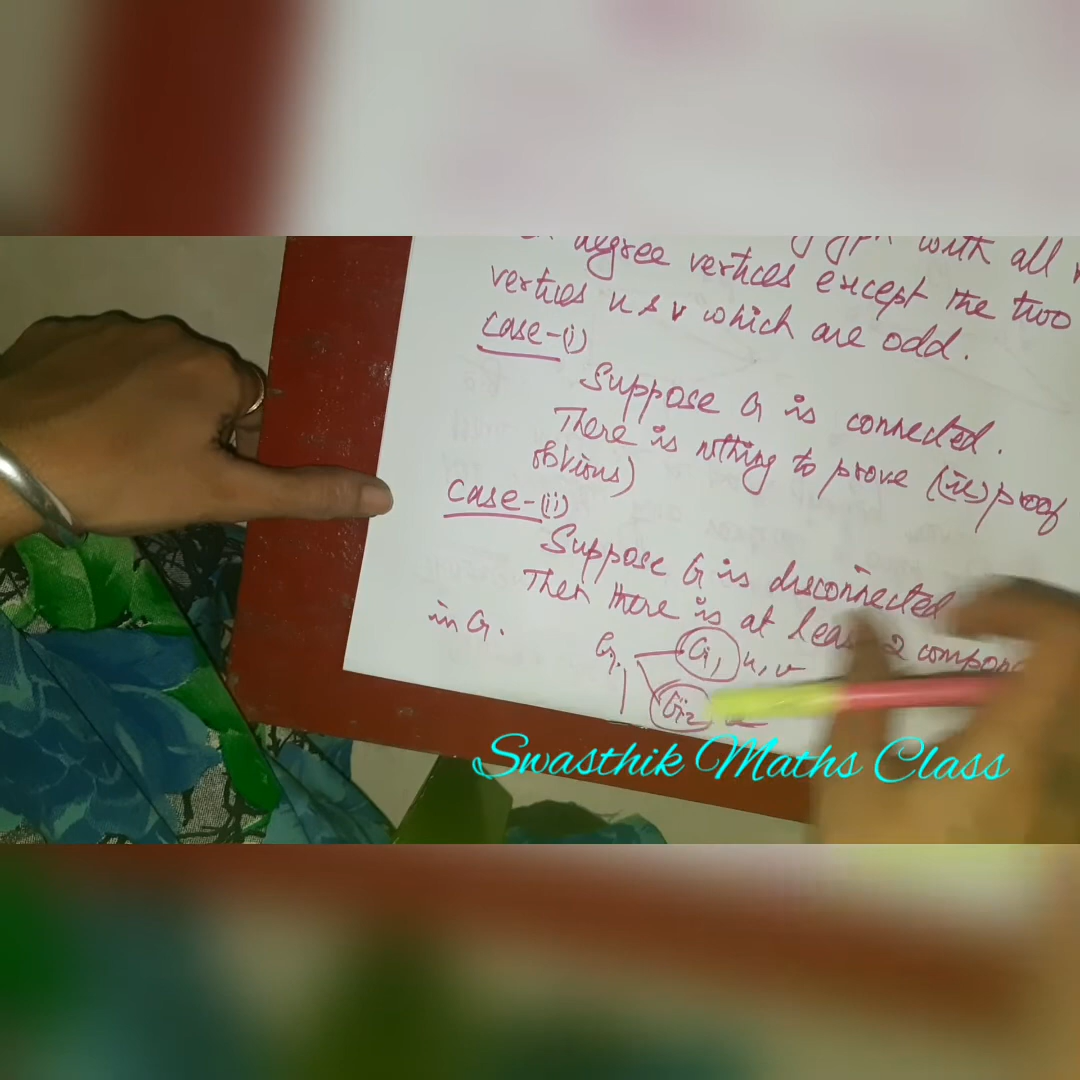 with all
degree vertices except the two
vertices u & v which are odd.
Case-(i)
Suppose G is connected.
There is nothing to prove (ie) proof
obvious)
Case-(ii)
Suppose G is disconnected
Then there is at least 2
in G.
G1 u, v
G2
Swasthik Maths Class